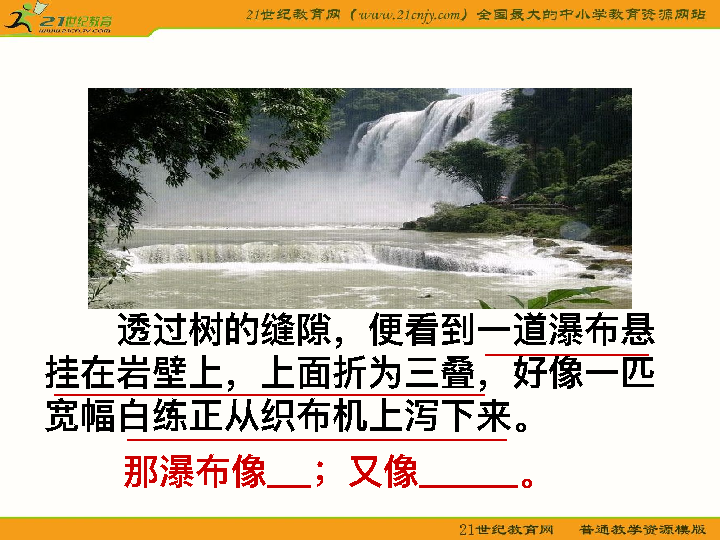 21世纪教育
WWW.21CNJY.COM
21世纪教育网（www.21cnjy.com）全国最大的中小学教育资源网站
透过树的缝隙，便看到一道瀑布悬
挂在岩壁上，上面折为三叠，好像一匹
宽幅白练正从织布机上泻下来。
那瀑布像__；又像_____。
21世纪教育网 普通教学资源模版